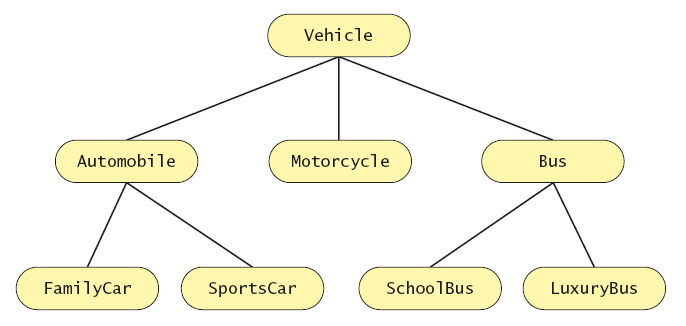 Vehicle
Automobile
Motorcycle
Bus
FamilyCar
SportsCar
SchoolBus
LuxuryBus